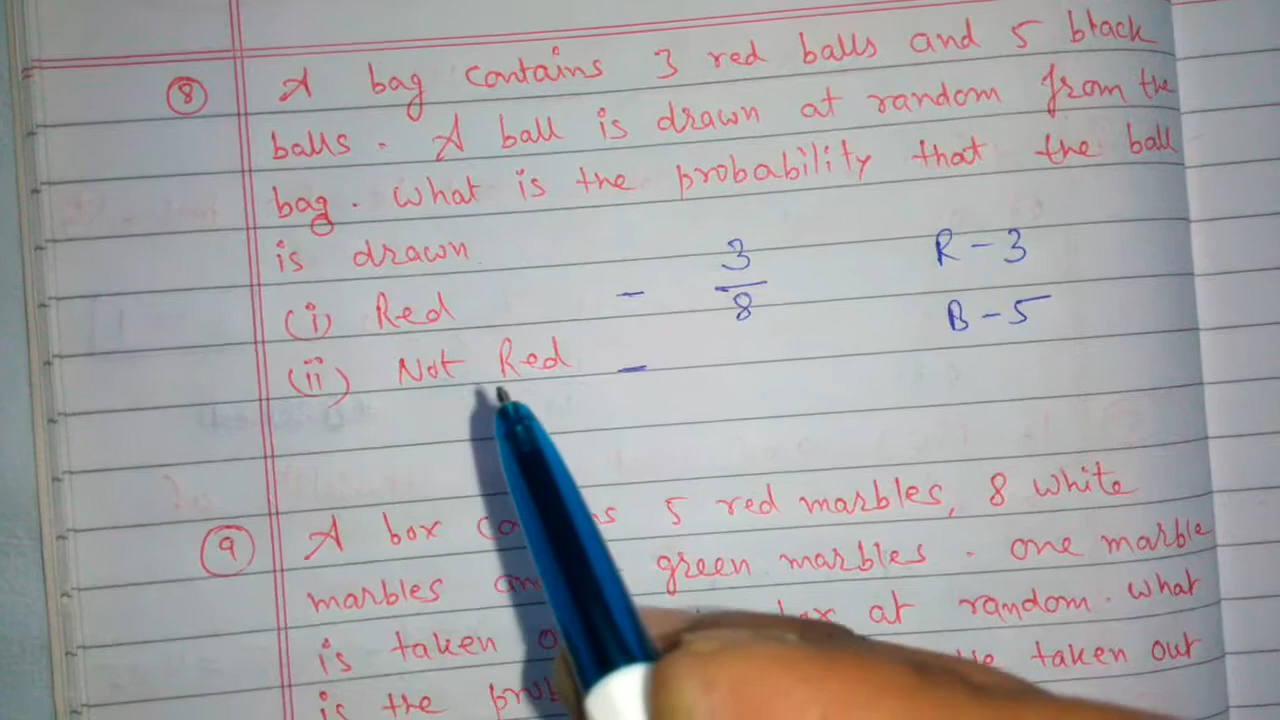 8 A bag contains 3 red balls and 5 black
balls. A ball is drawn at random from the
bag. What is the probability that the ball
is drawn
(i) Red - 3/8 R-3
(ii) Not Red - B-5
9 A box 5 red marbles, 8 white
marbles green marbles. one marble
is taken at random. what
is the taken out